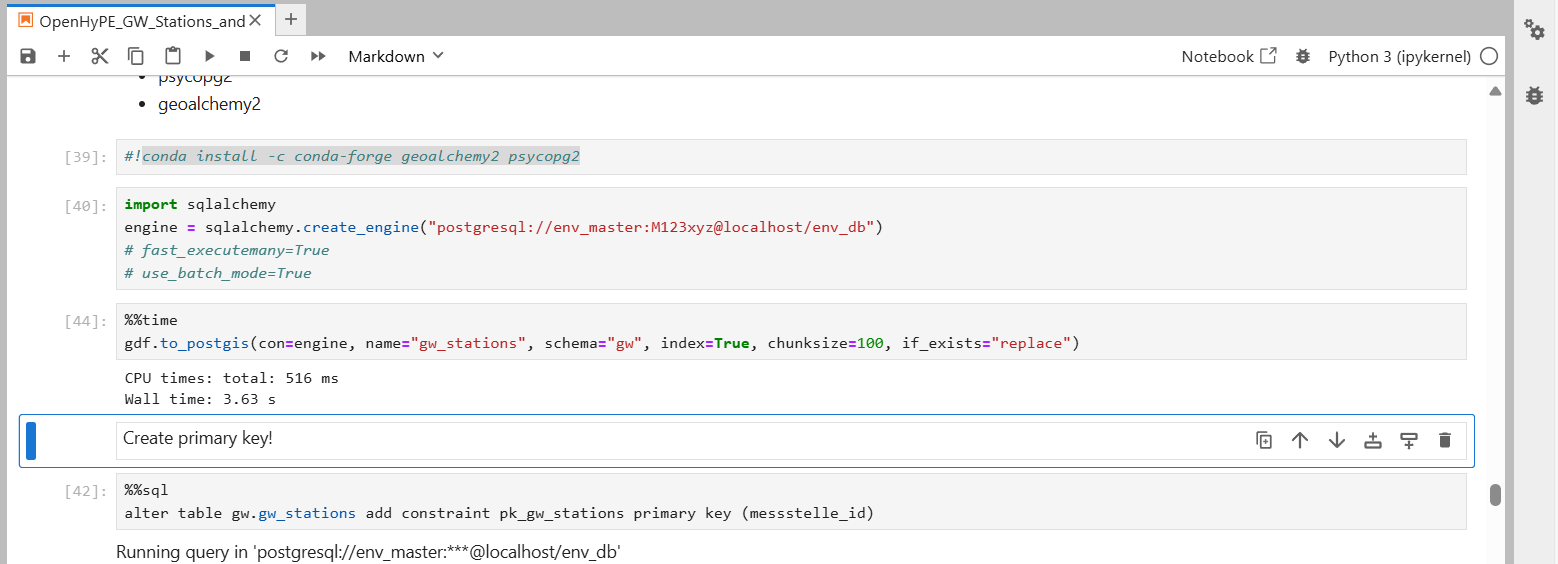 OpenHyPE_GW_Stations_and
Markdown
Notebook
Python 3 (ipykernel)
psycopg2
geoalchemy2
[39]:
#!conda install -c conda-forge geoalchemy2 psycopg2
[40]:
import sqlalchemy
engine = sqlalchemy.create_engine("postgresql://env_master:M123xyz@localhost/env_db")
# fast_executemany=True
# use_batch_mode=True
[44]:
%%time
gdf.to_postgis(con=engine, name="gw_stations", schema="gw", index=True, chunksize=100, if_exists="replace")
CPU times: total: 516 ms
Wall time: 3.63 s
Create primary key!
[42]:
%%sql
alter table gw.gw_stations add constraint pk_gw_stations primary key (messstelle_id)
Running query in 'postgresql://env_master:***@localhost/env_db'